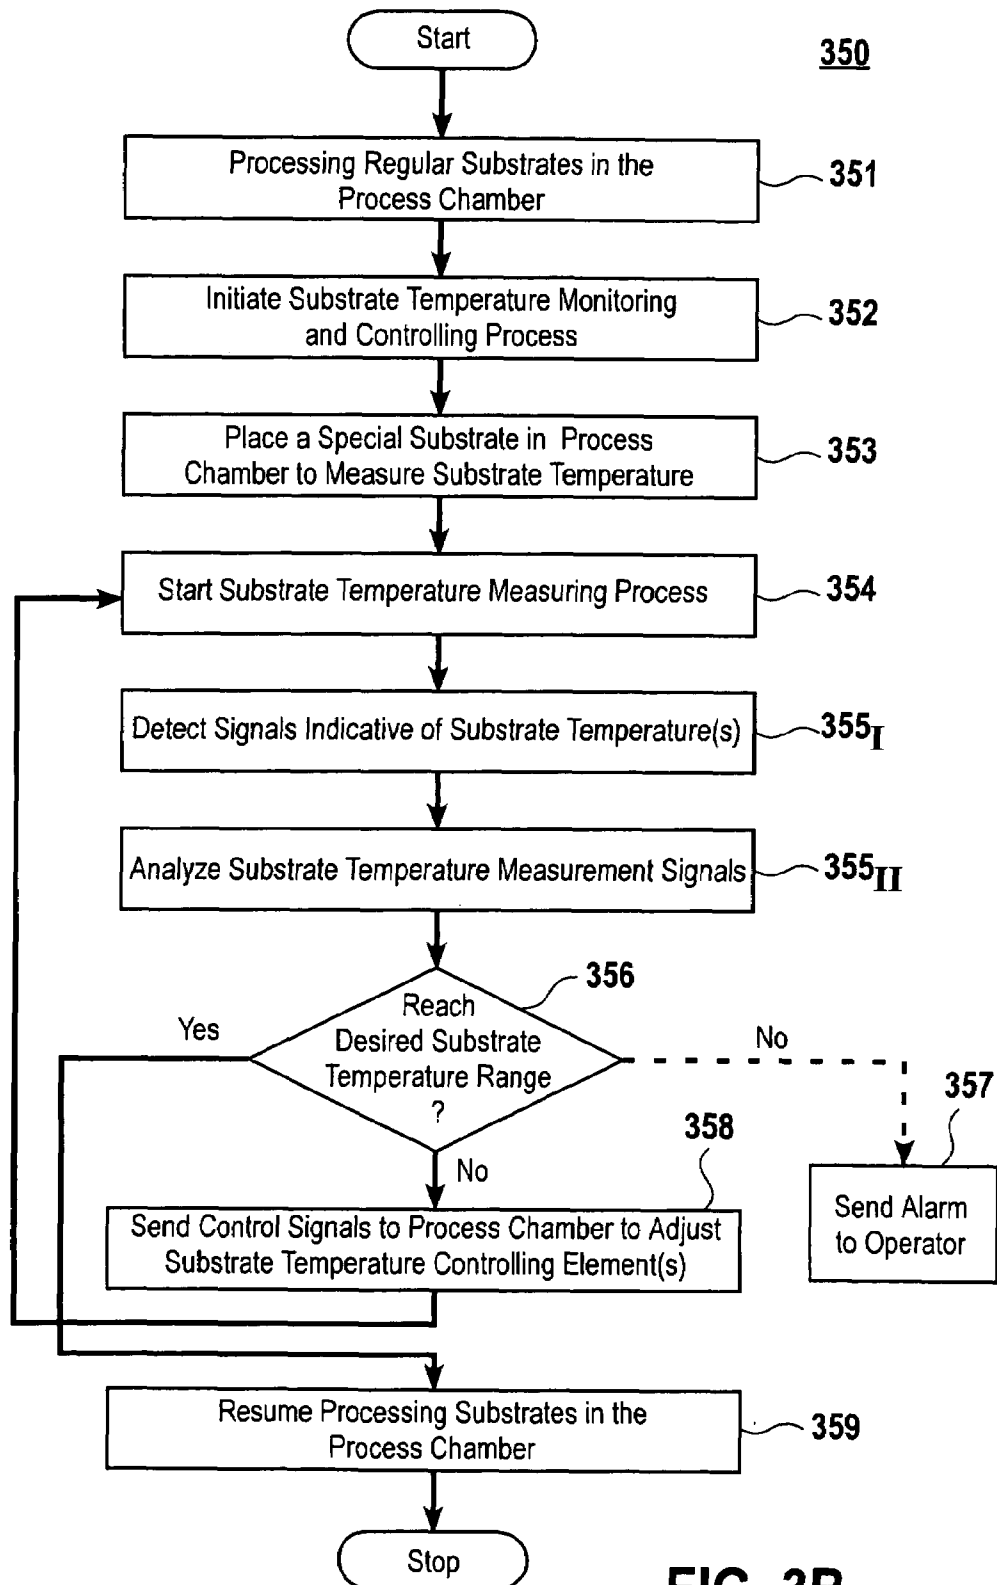 Start
350
Processing Regular Substrates in the
Process Chamber
351
Initiate Substrate Temperature Monitoring
and Controlling Process
352
Place a Special Substrate in Process
Chamber to Measure Substrate Temperature
353
Start Substrate Temperature Measuring Process
354
Detect Signals Indicative of Substrate Temperature(s)
355I
Analyze Substrate Temperature Measurement Signals
355II
356
Reach
Desired Substrate
Temperature Range
?
Yes
No
357
Send Alarm
to Operator
No
358
Send Control Signals to Process Chamber to Adjust
Substrate Temperature Controlling Element(s)
Resume Processing Substrates in the
Process Chamber
359
Stop
FIG. 3B